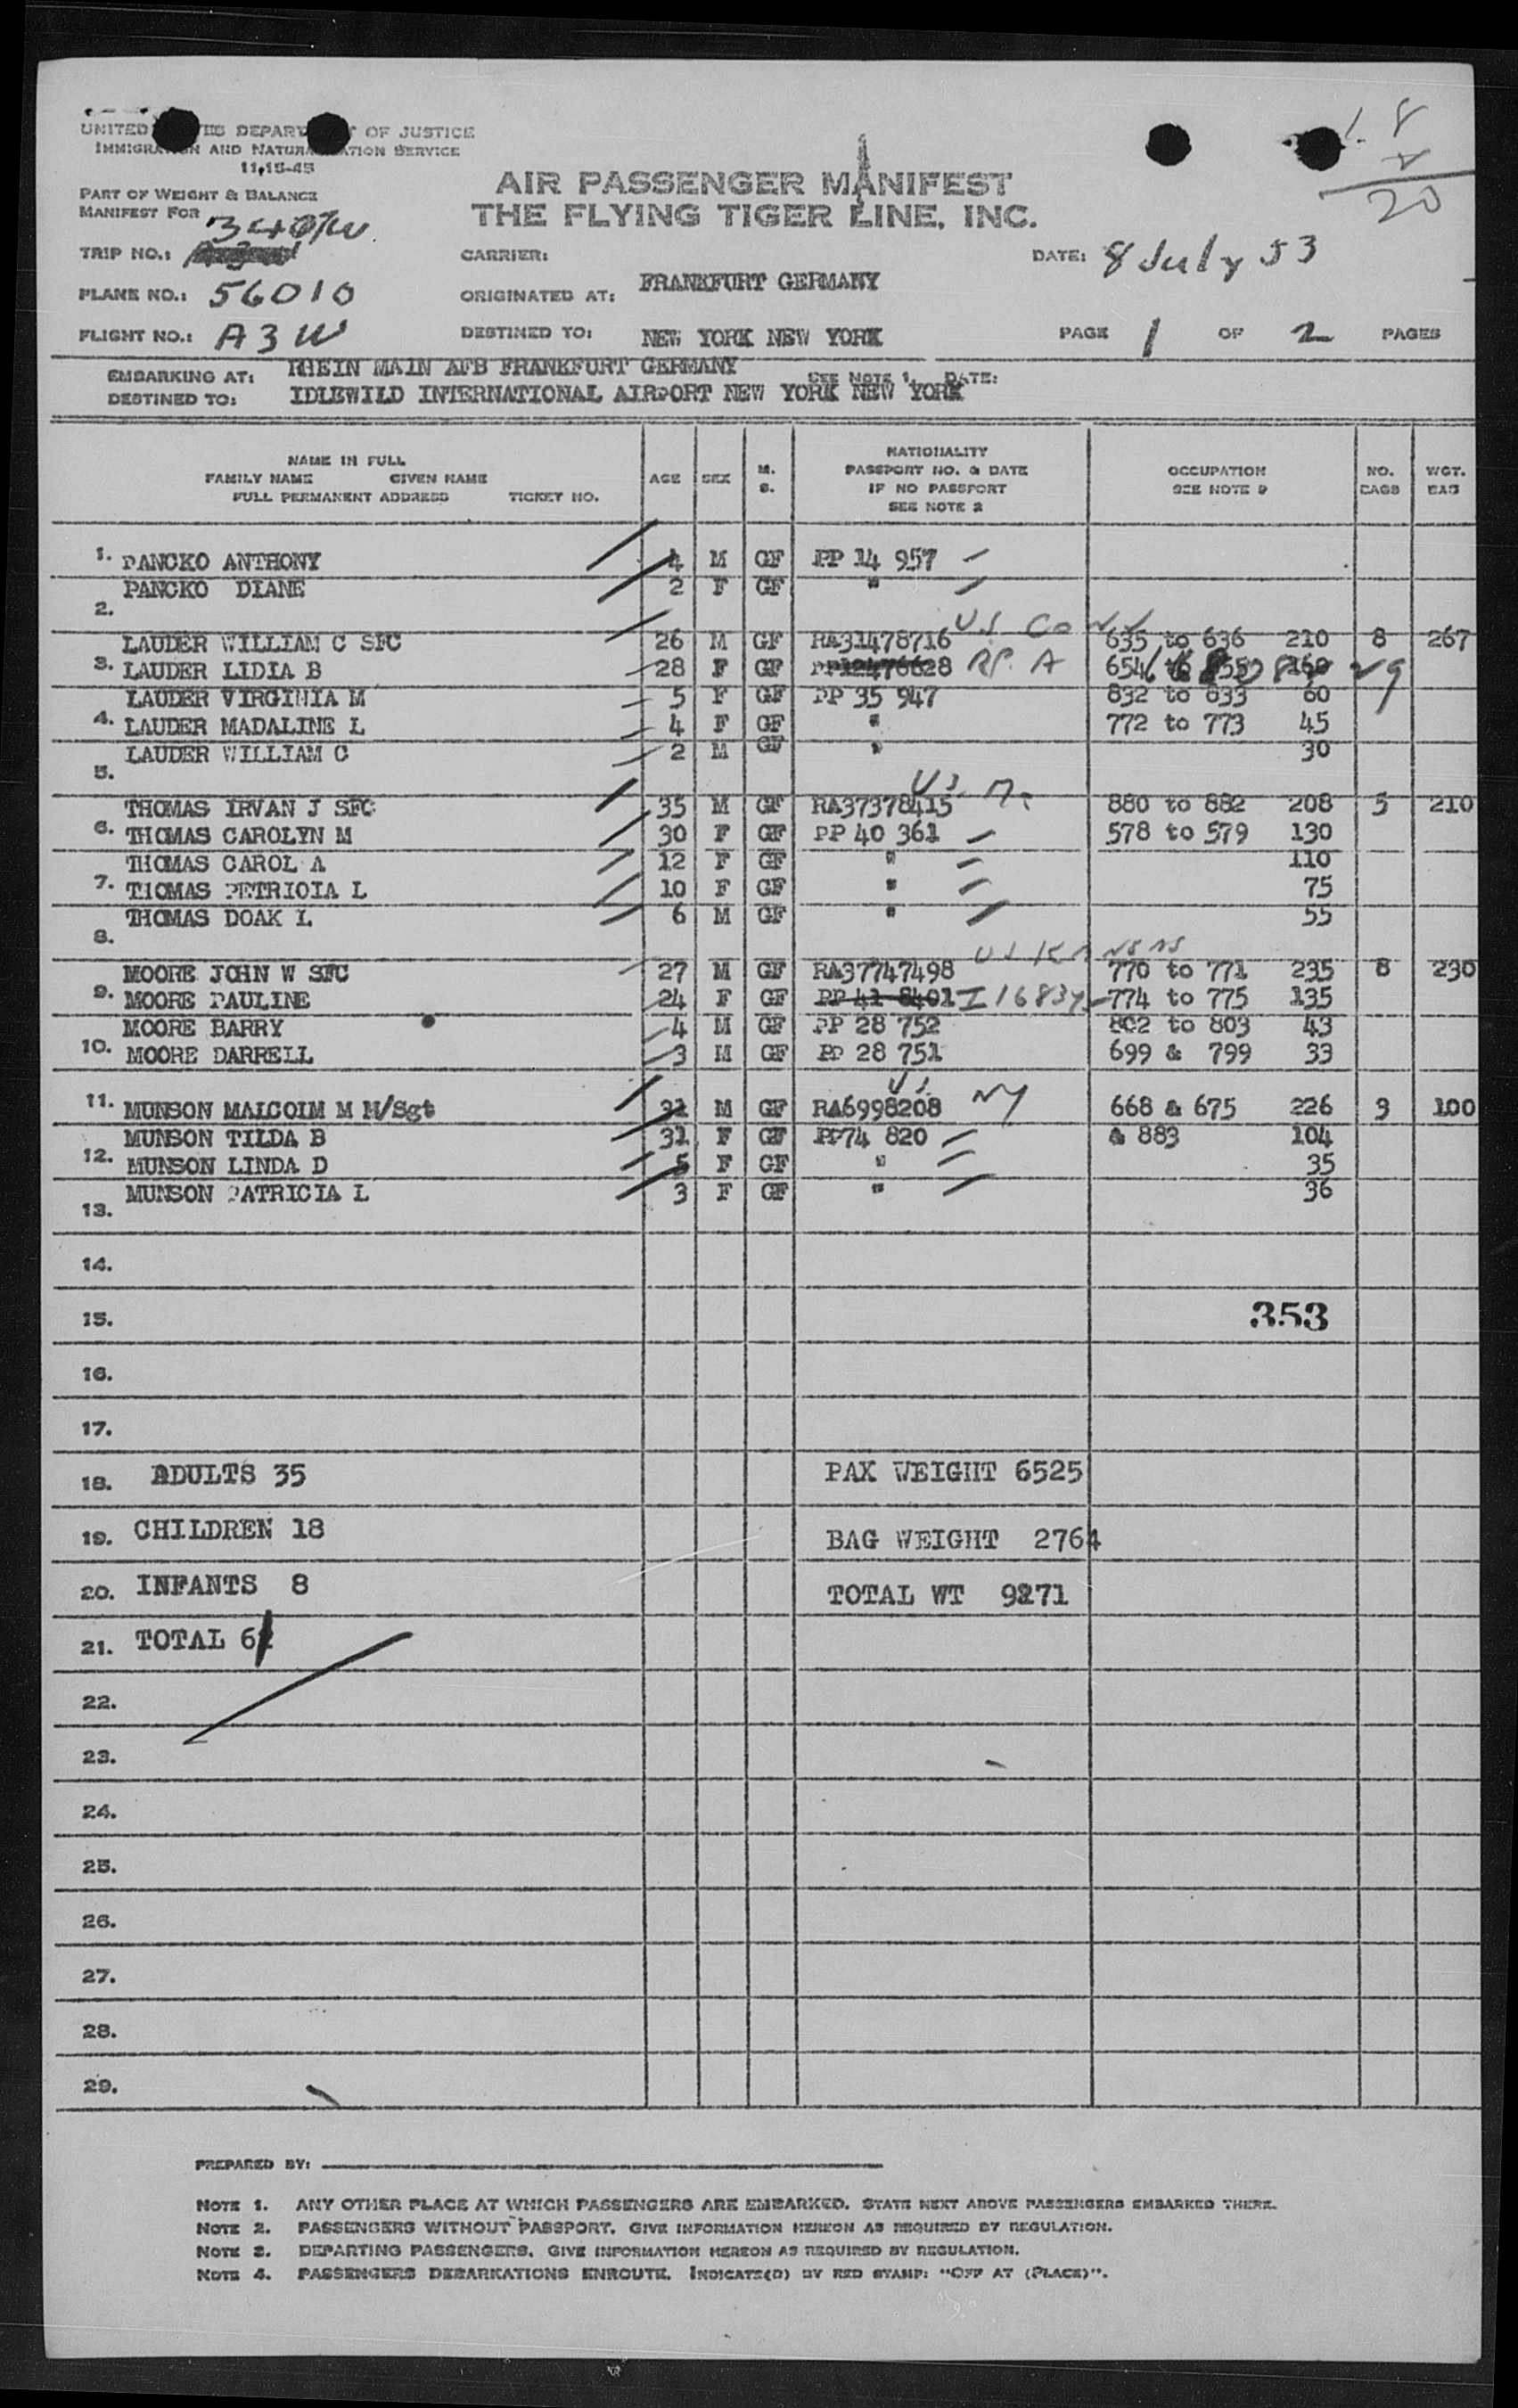 UNITED STATES DEPARTMENT OF JUSTICE
IMMIGRATION AND NATURALIZATION SERVICE
11,15-45
PART OF WEIGHT & BALANCE
MANIFEST FOR
AIR PASSENGER MANIFEST
THE FLYING TIGER LINE, INC.
8
20
TRIP NO.: CARRIER: DATE: 8 July 53
PLANE NO.: 56010 ORIGINATED AT: FRANKFURT GERMANY
FLIGHT NO.: A3W DESTINED TO: NEW YORK NEW YORK PAGE 1 OF 2 PAGES
EMBARKING AT: RHEIN MAIN AFB FRANKFURT GERMANY SEE NOTE 1. DATE:
DESTINED TO: IDLEWILD INTERNATIONAL AIRPORT NEW YORK NEW YORK
NAME IN FULL
FAMILY NAME GIVEN NAME
FULL PERMANENT ADDRESS TICKET NO.
AGE SEX M. S.
NATIONALITY
PASSPORT NO. & DATE
IF NO PASSPORT
SEE NOTE 2
OCCUPATION
SEE NOTE
NO. BAGS
WGT. BAG
1. PANCKO ANTHONY 4 M GF PP 14 957
PANCKO DIANE 2 F GF "
2.
US CONN
LAUDER WILLIAM C SFC 26 M GF RA31478716 635 to 636 210 8 267
3. LAUDER LIDIA B 28 F GF RP. A
LAUDER VIRGINIA M 5 F GF PP 35 947 832 to 833 60
4. LAUDER MADALINE L 4 F GF " 772 to 773 45
LAUDER WILLIAM C 2 M GF " 30
5.
US.
THOMAS IRVAN J SFC 35 M GF RA37378415 880 to 882 208 5 210
6. THOMAS CAROLYN M 30 F GF PP 40 361 578 to 579 130
THOMAS CAROL A 12 F GF " 110
7. THOMAS PETRICIA L 10 F GF " 75
THOMAS DOAK L 6 M GF " 55
8.
US KANSAS
MOORE JOHN W SFC 27 M GF RA37747498 770 to 771 235 8 230
9. MOORE PAULINE 24 F GF PP 41 8401 774 to 775 135
MOORE BARRY 4 M GF PP 28 752 802 to 803 43
10. MOORE DARRELL 3 M GF PP 28 751 699 & 799 33
US. NY
11. MUNSON MALCOLM M M/Sgt 31 M GF RA6998208 668 & 675 226 3 100
MUNSON TILDA B 31 F GF PP74 820 & 883 104
12. MUNSON LINDA D 5 F GF " 35
MUNSON PATRICIA L 3 F GF " 36
13.
14.
15. 353
16.
17.
18. ADULTS 35 PAX WEIGHT 6525
19. CHILDREN 18 BAG WEIGHT 2764
20. INFANTS 8 TOTAL WT 9271
21. TOTAL 61
22.
23.
24.
25.
26.
27.
28.
29.
PREPARED BY:
NOTE 1. ANY OTHER PLACE AT WHICH PASSENGERS ARE EMBARKED. STATE NEXT ABOVE PASSENGERS EMBARKED THERE.
NOTE 2. PASSENGERS WITHOUT PASSPORT. GIVE INFORMATION HEREON AS REQUIRED BY REGULATION.
NOTE 3. DEPARTING PASSENGERS. GIVE INFORMATION HEREON AS REQUIRED BY REGULATION.
NOTE 4. PASSENGERS DEBARKATIONS ENROUTE. INDICATE(D) BY RED STAMP: "OFF AT (PLACE)".